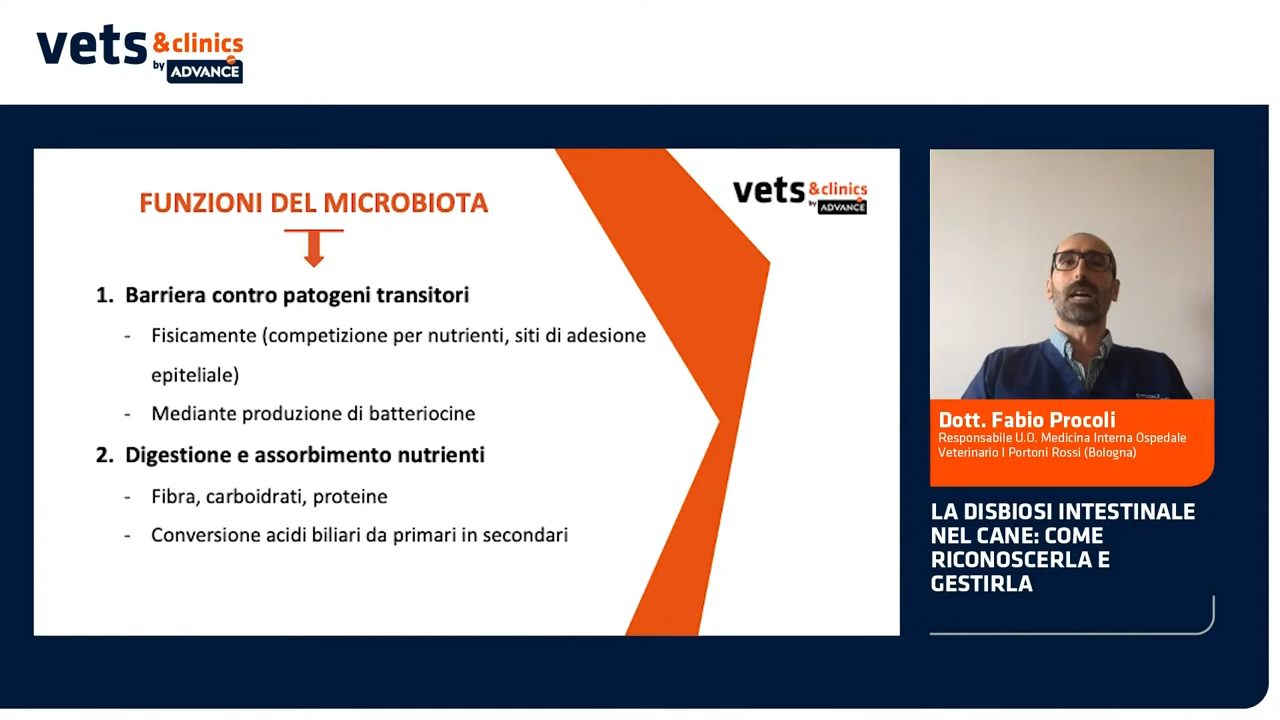 vets &clinics
by ADVANCE
FUNZIONI DEL MICROBIOTA
vets &clinics
by ADVANCE
1. Barriera contro patogeni transitori
- Fisicamente (competizione per nutrienti, siti di adesione
epiteliale)
- Mediante produzione di batteriocine
2. Digestione e assorbimento nutrienti
- Fibra, carboidrati, proteine
- Conversione acidi biliari da primari in secondari
Dott. Fabio Procoli
Responsabile U.O. Medicina Interna Ospedale
Veterinario I Portoni Rossi (Bologna)
LA DISBIOSI INTESTINALE
NEL CANE: COME
RICONOSCERLA E
GESTIRLA